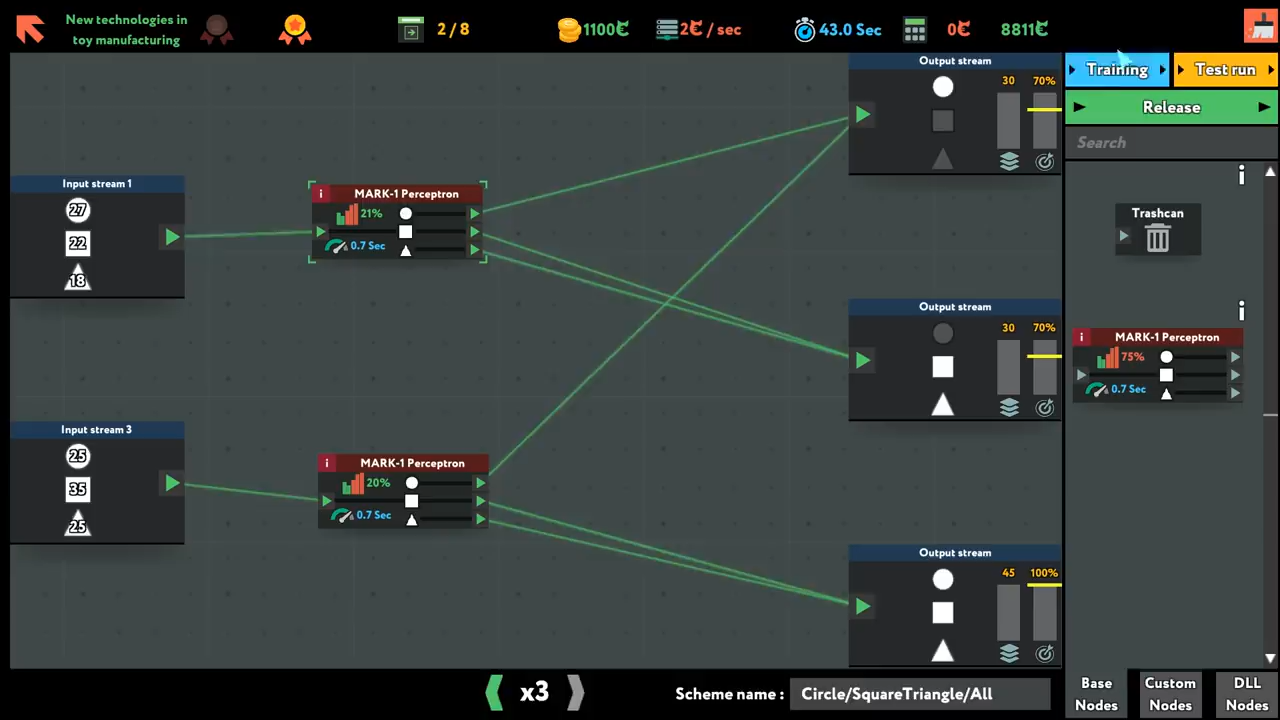 New technologies in
toy manufacturing
2 / 8
1100€
2€ / sec
43.0 Sec
0€
8811€
Training
Test run
Release
Search
Input stream 1
27
22
18
MARK-1 Perceptron
21%
0.7 Sec
Output stream
30 70%
Trashcan
Output stream
30 70%
MARK-1 Perceptron
75%
0.7 Sec
Input stream 3
25
35
25
MARK-1 Perceptron
20%
0.7 Sec
Output stream
45 100%
x3
Scheme name :
Circle/SquareTriangle/All
Base
Nodes
Custom
Nodes
DLL
Nodes